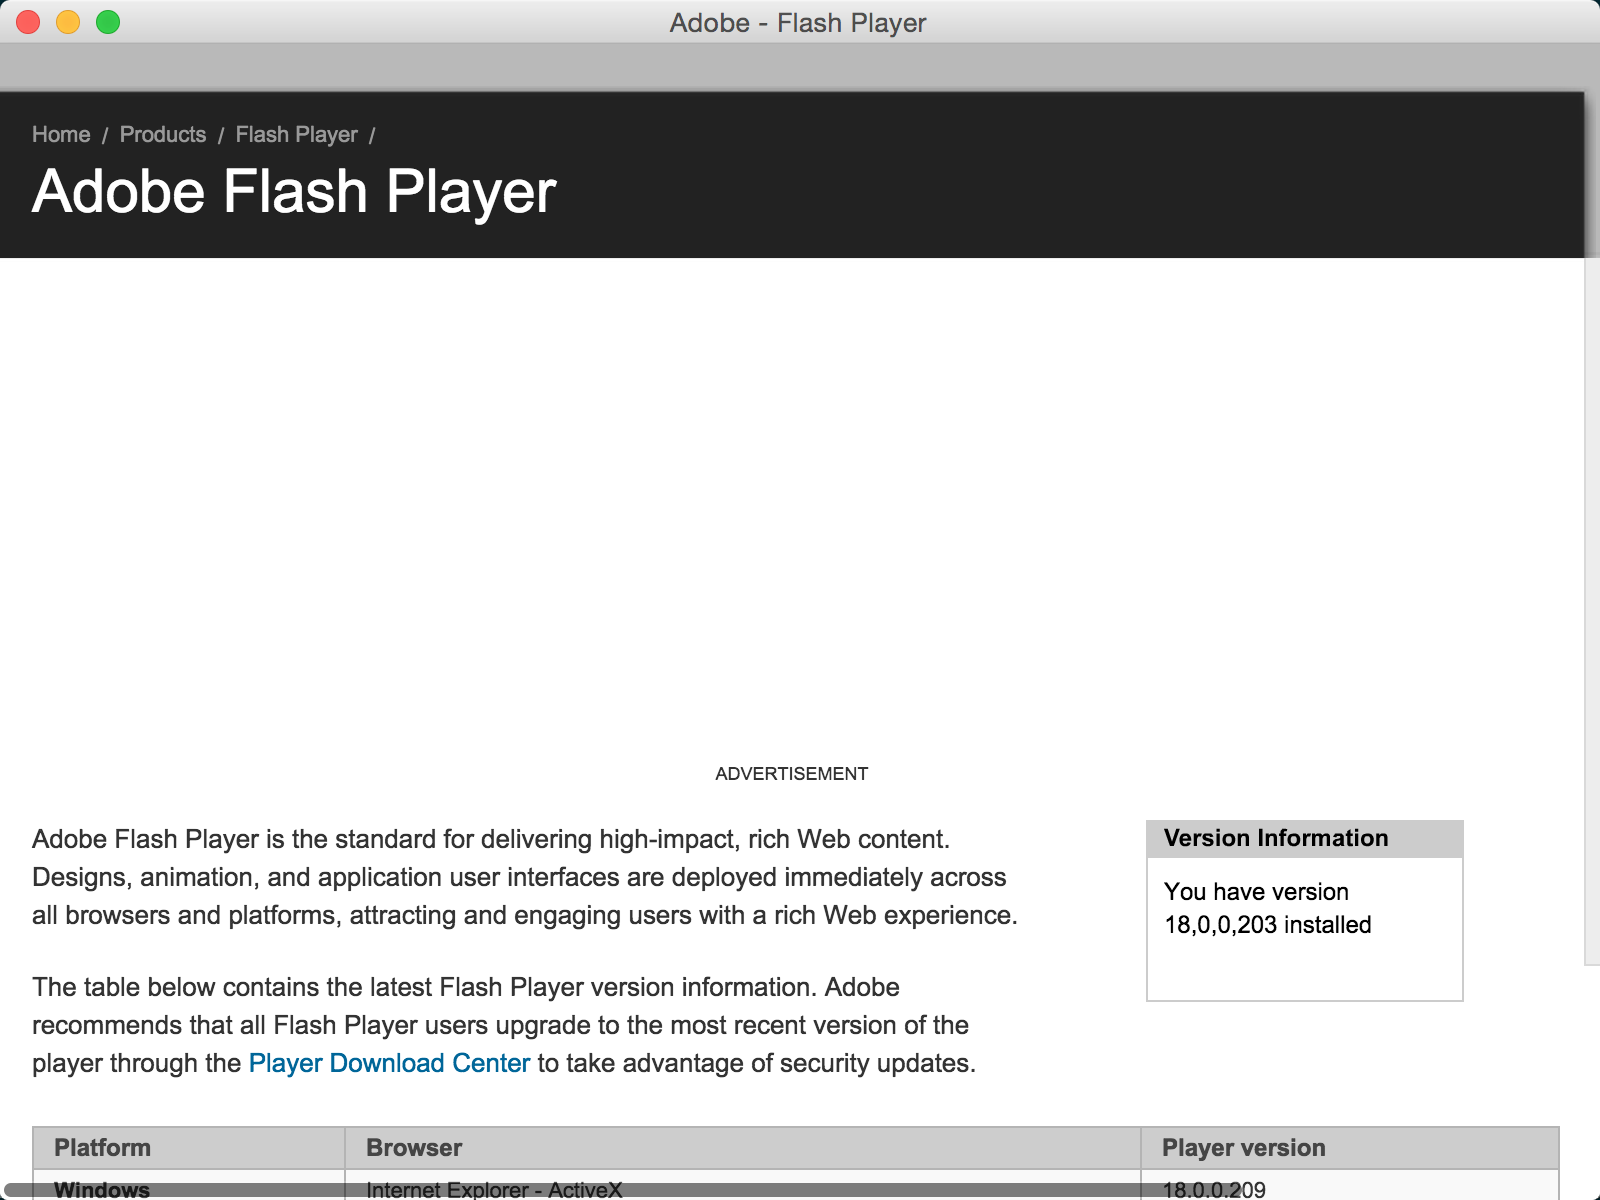 Adobe - Flash Player
Home / Products / Flash Player /
Adobe Flash Player
ADVERTISEMENT
Adobe Flash Player is the standard for delivering high-impact, rich Web content.
Designs, animation, and application user interfaces are deployed immediately across
all browsers and platforms, attracting and engaging users with a rich Web experience.
The table below contains the latest Flash Player version information. Adobe
recommends that all Flash Player users upgrade to the most recent version of the
player through the Player Download Center to take advantage of security updates.
Version Information
You have version
18,0,0,203 installed
Platform Browser Player version
Windows Internet Explorer - ActiveX 18.0.0.209